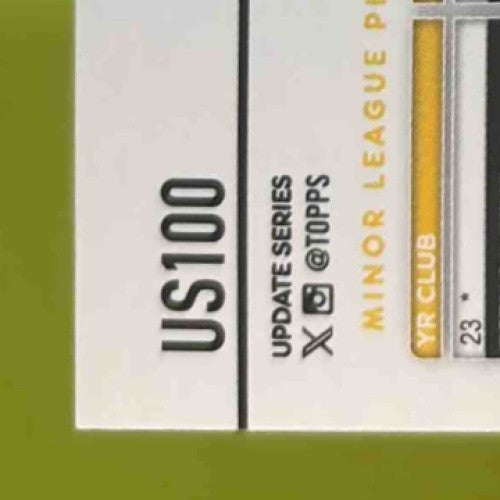 US100
UPDATE SERIES
X @TOPPS
MINOR LEAGUE
YR CLUB
23 *